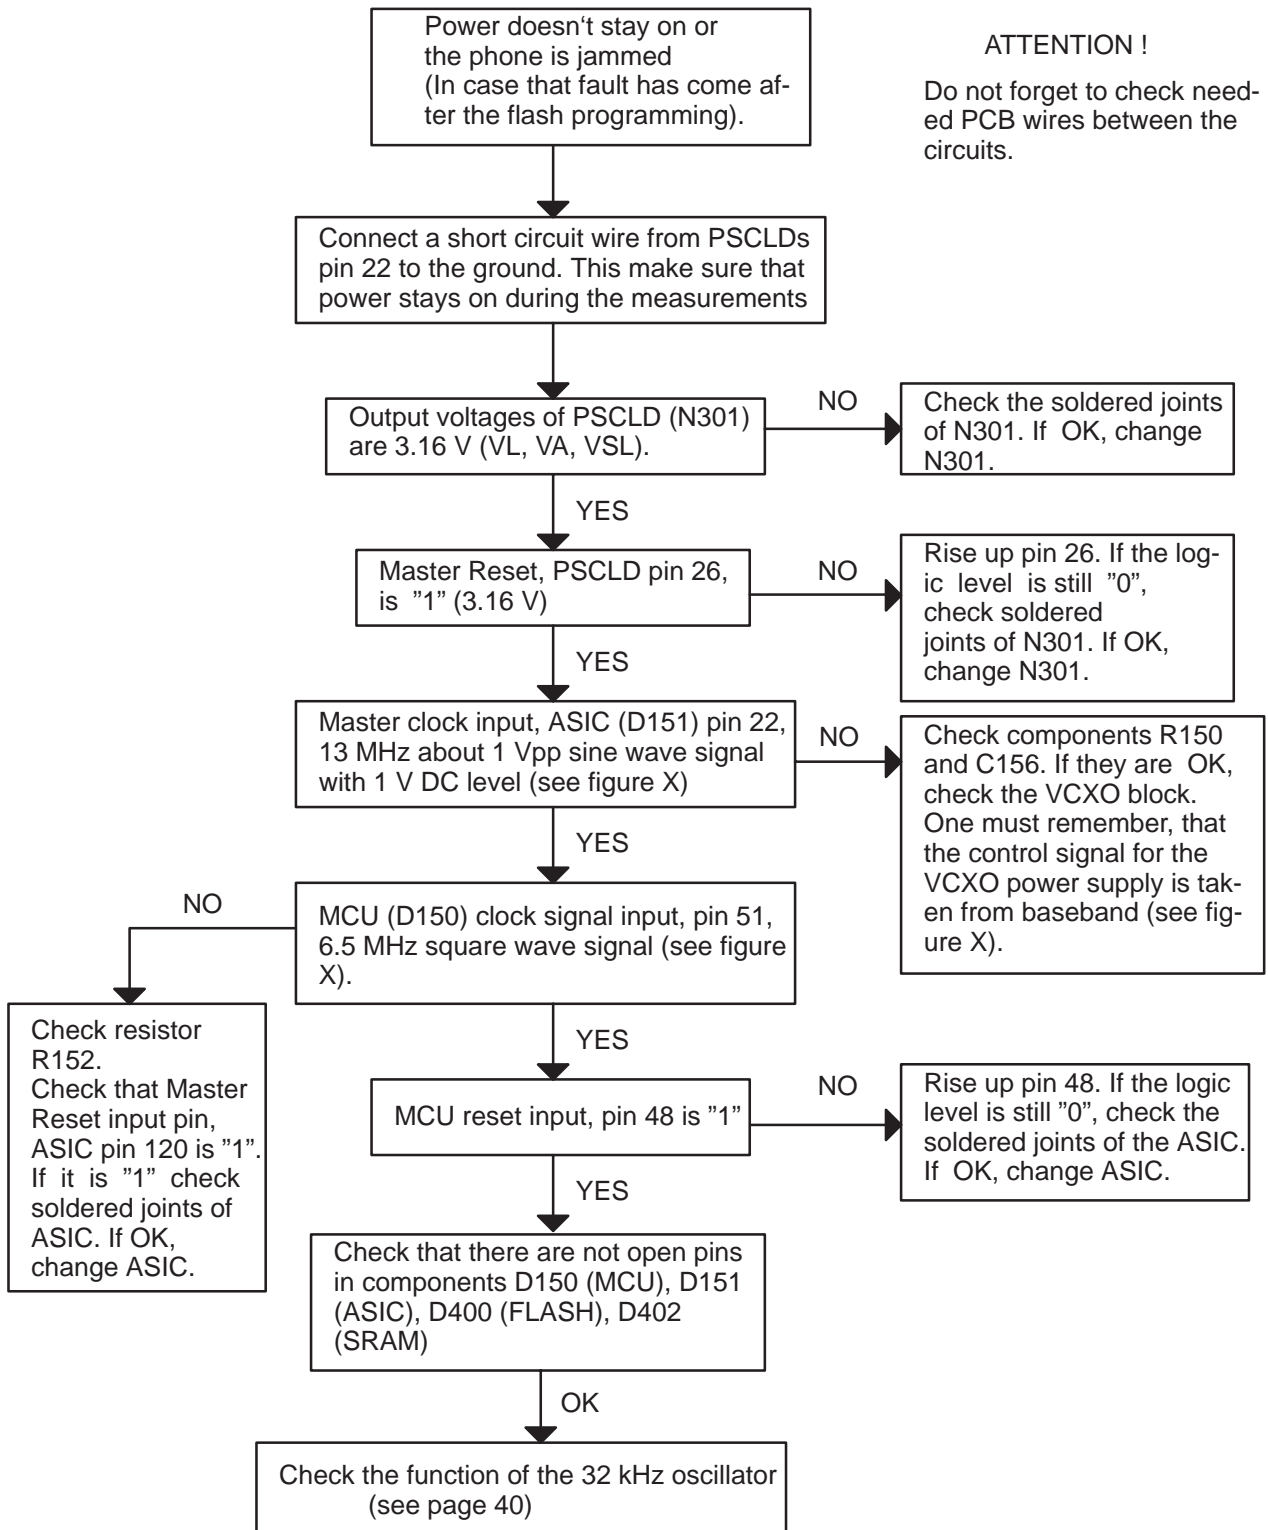 Power doesn‘t stay on or
the phone is jammed
(In case that fault has come af-
ter the flash programming).
ATTENTION !
Do not forget to check need-
ed PCB wires between the
circuits.
Connect a short circuit wire from PSCLDs
pin 22 to the ground. This make sure that
power stays on during the measurements
Output voltages of PSCLD (N301)
are 3.16 V (VL, VA, VSL).
NO
Check the soldered joints
of N301. If OK, change
N301.
YES
Master Reset, PSCLD pin 26,
is ”1” (3.16 V)
NO
Rise up pin 26. If the log-
ic level is still ”0”,
check soldered
joints of N301. If OK,
change N301.
YES
Master clock input, ASIC (D151) pin 22,
13 MHz about 1 Vpp sine wave signal
with 1 V DC level (see figure X)
NO
Check components R150
and C156. If they are OK,
check the VCXO block.
One must remember, that
the control signal for the
VCXO power supply is tak-
en from baseband (see fig-
ure X).
YES
MCU (D150) clock signal input, pin 51,
6.5 MHz square wave signal (see figure
X).
NO
Check resistor
R152.
Check that Master
Reset input pin,
ASIC pin 120 is ”1”.
If it is ”1” check
soldered joints of
ASIC. If OK,
change ASIC.
YES
MCU reset input, pin 48 is ”1”
NO
Rise up pin 48. If the logic
level is still ”0”, check the
soldered joints of the ASIC.
If OK, change ASIC.
YES
Check that there are not open pins
in components D150 (MCU), D151
(ASIC), D400 (FLASH), D402
(SRAM)
OK
Check the function of the 32 kHz oscillator
(see page 40)